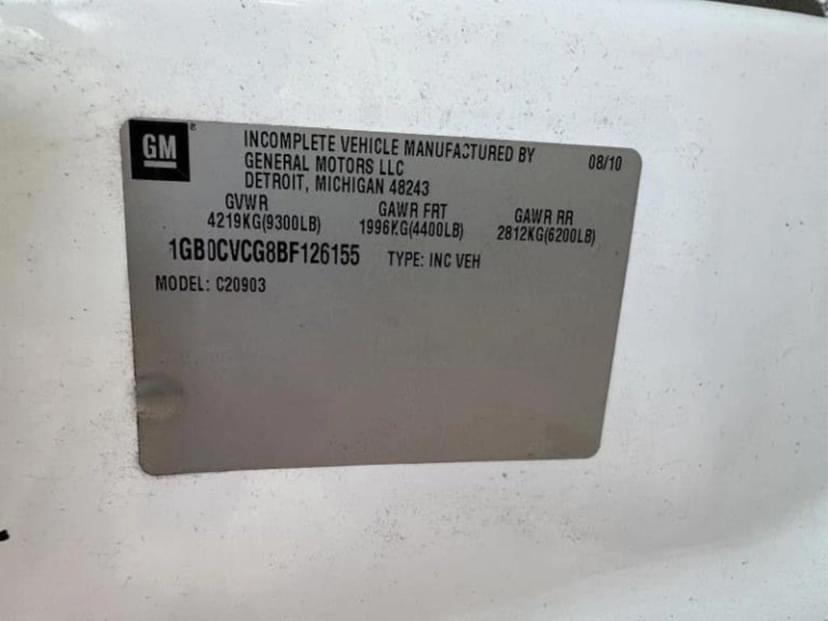 GM
INCOMPLETE VEHICLE MANUFACTURED BY 08/10
GENERAL MOTORS LLC
DETROIT, MICHIGAN 48243
GVWR GAWR FRT GAWR RR
4219KG(9300LB) 1996KG(4400LB) 2812KG(6200LB)
1GB0CVCG8BF126155 TYPE: INC VEH
MODEL: C20903